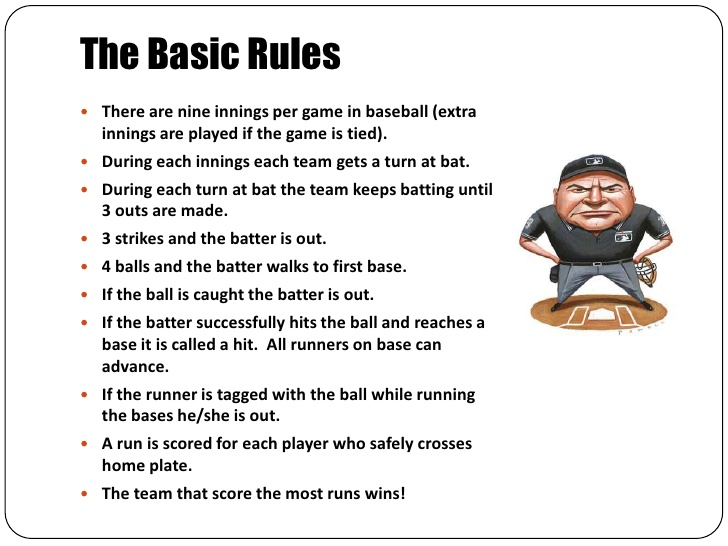 The Basic Rules
• There are nine innings per game in baseball (extra
innings are played if the game is tied).
• During each innings each team gets a turn at bat.
• During each turn at bat the team keeps batting until
3 outs are made.
• 3 strikes and the batter is out.
• 4 balls and the batter walks to first base.
• If the ball is caught the batter is out.
• If the batter successfully hits the ball and reaches a
base it is called a hit.  All runners on base can
advance.
• If the runner is tagged with the ball while running
the bases he/she is out.
• A run is scored for each player who safely crosses
home plate.
• The team that score the most runs wins!